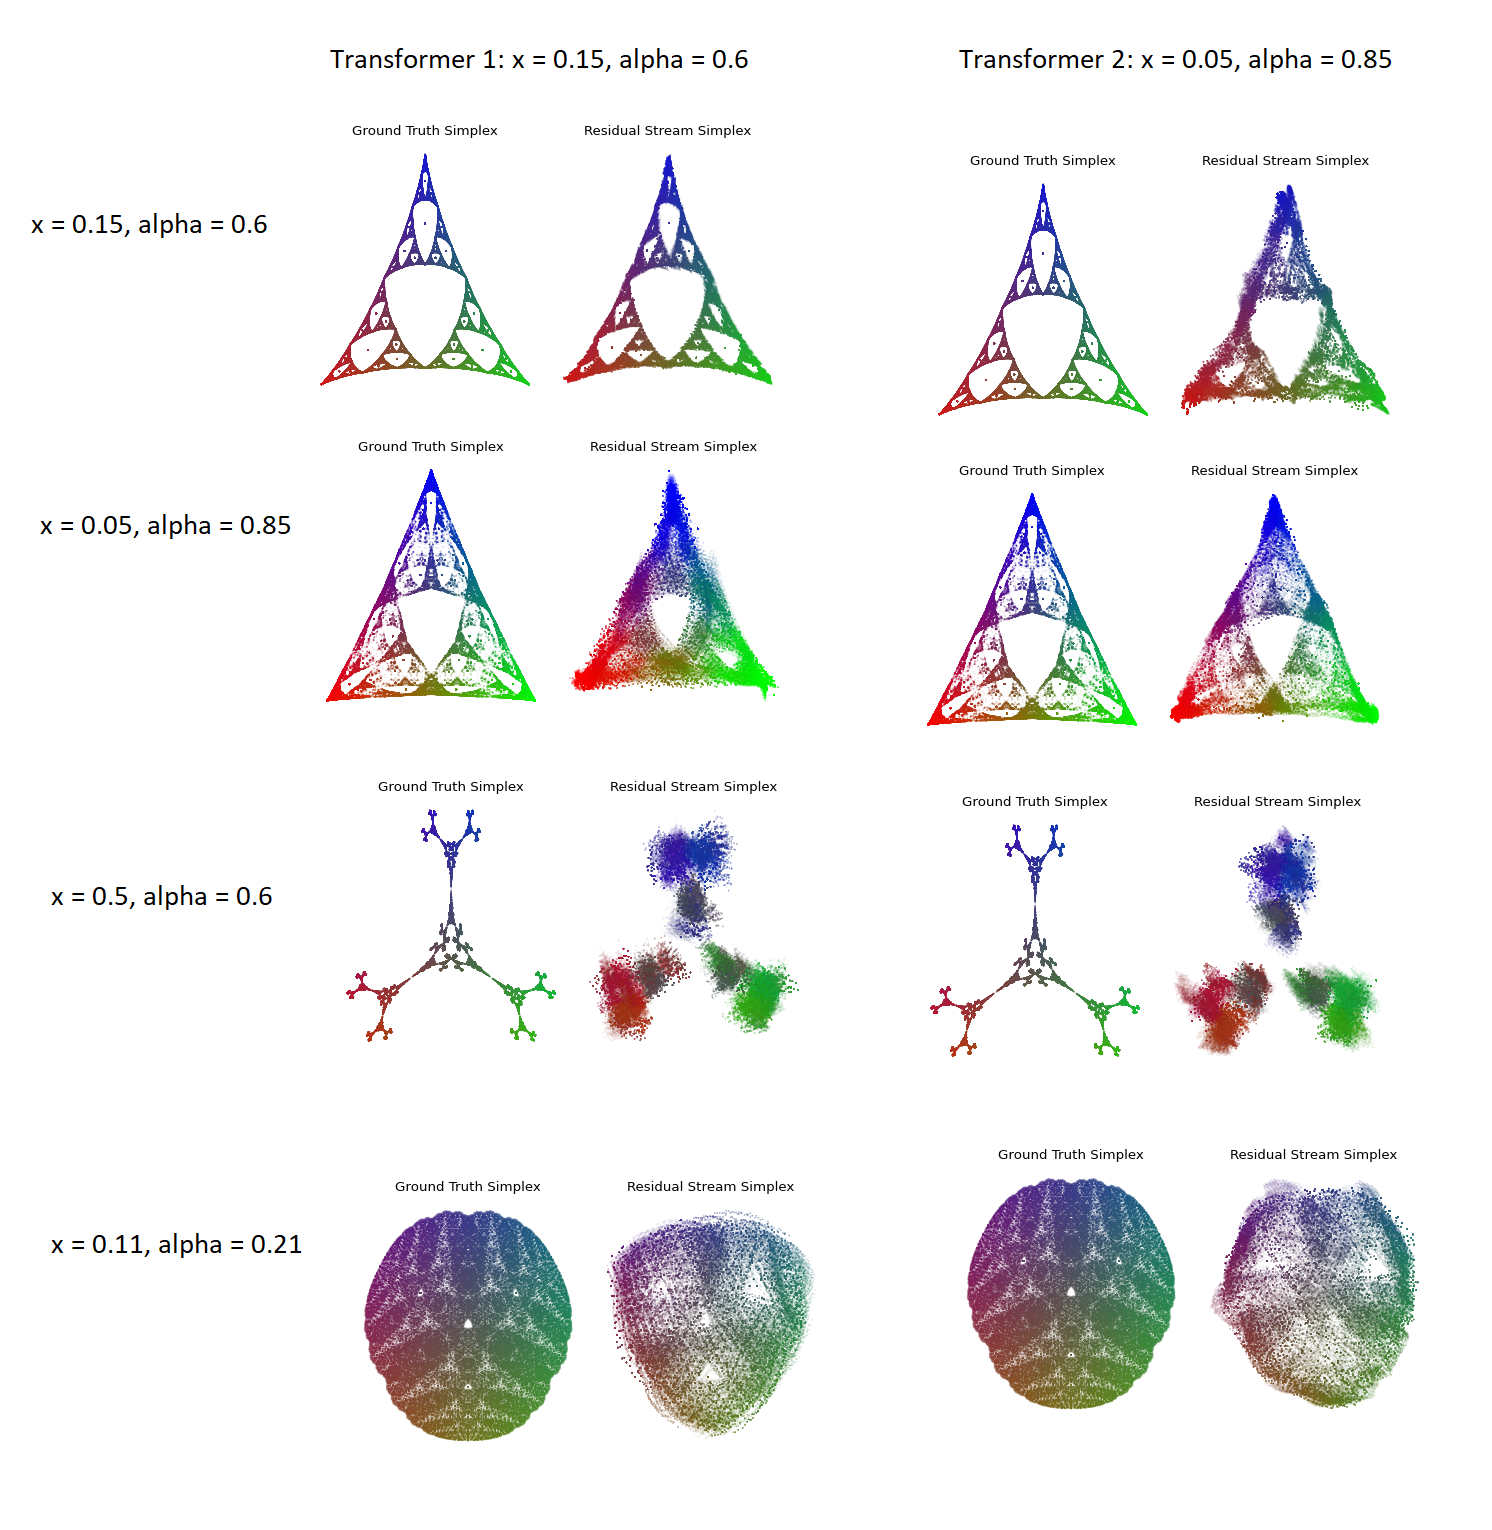 Transformer 1: x = 0.15, alpha = 0.6
Transformer 2: x = 0.05, alpha = 0.85
Ground Truth Simplex
Residual Stream Simplex
Ground Truth Simplex
Residual Stream Simplex
x = 0.15, alpha = 0.6
Ground Truth Simplex
Residual Stream Simplex
Ground Truth Simplex
Residual Stream Simplex
x = 0.05, alpha = 0.85
Ground Truth Simplex
Residual Stream Simplex
Ground Truth Simplex
Residual Stream Simplex
x = 0.5, alpha = 0.6
Ground Truth Simplex
Residual Stream Simplex
Ground Truth Simplex
Residual Stream Simplex
x = 0.11, alpha = 0.21